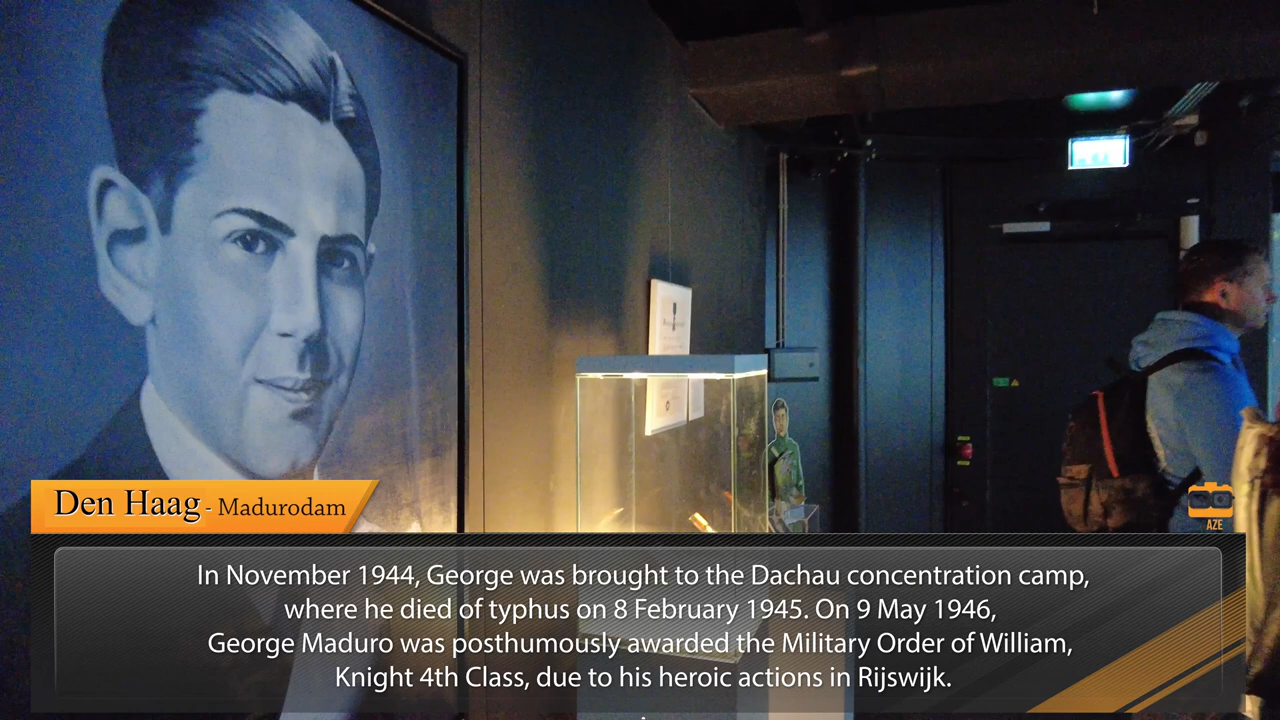 Den Haag - Madurodam
AZE
In November 1944, George was brought to the Dachau concentration camp,
where he died of typhus on 8 February 1945. On 9 May 1946,
George Maduro was posthumously awarded the Military Order of William,
Knight 4th Class, due to his heroic actions in Rijswijk.